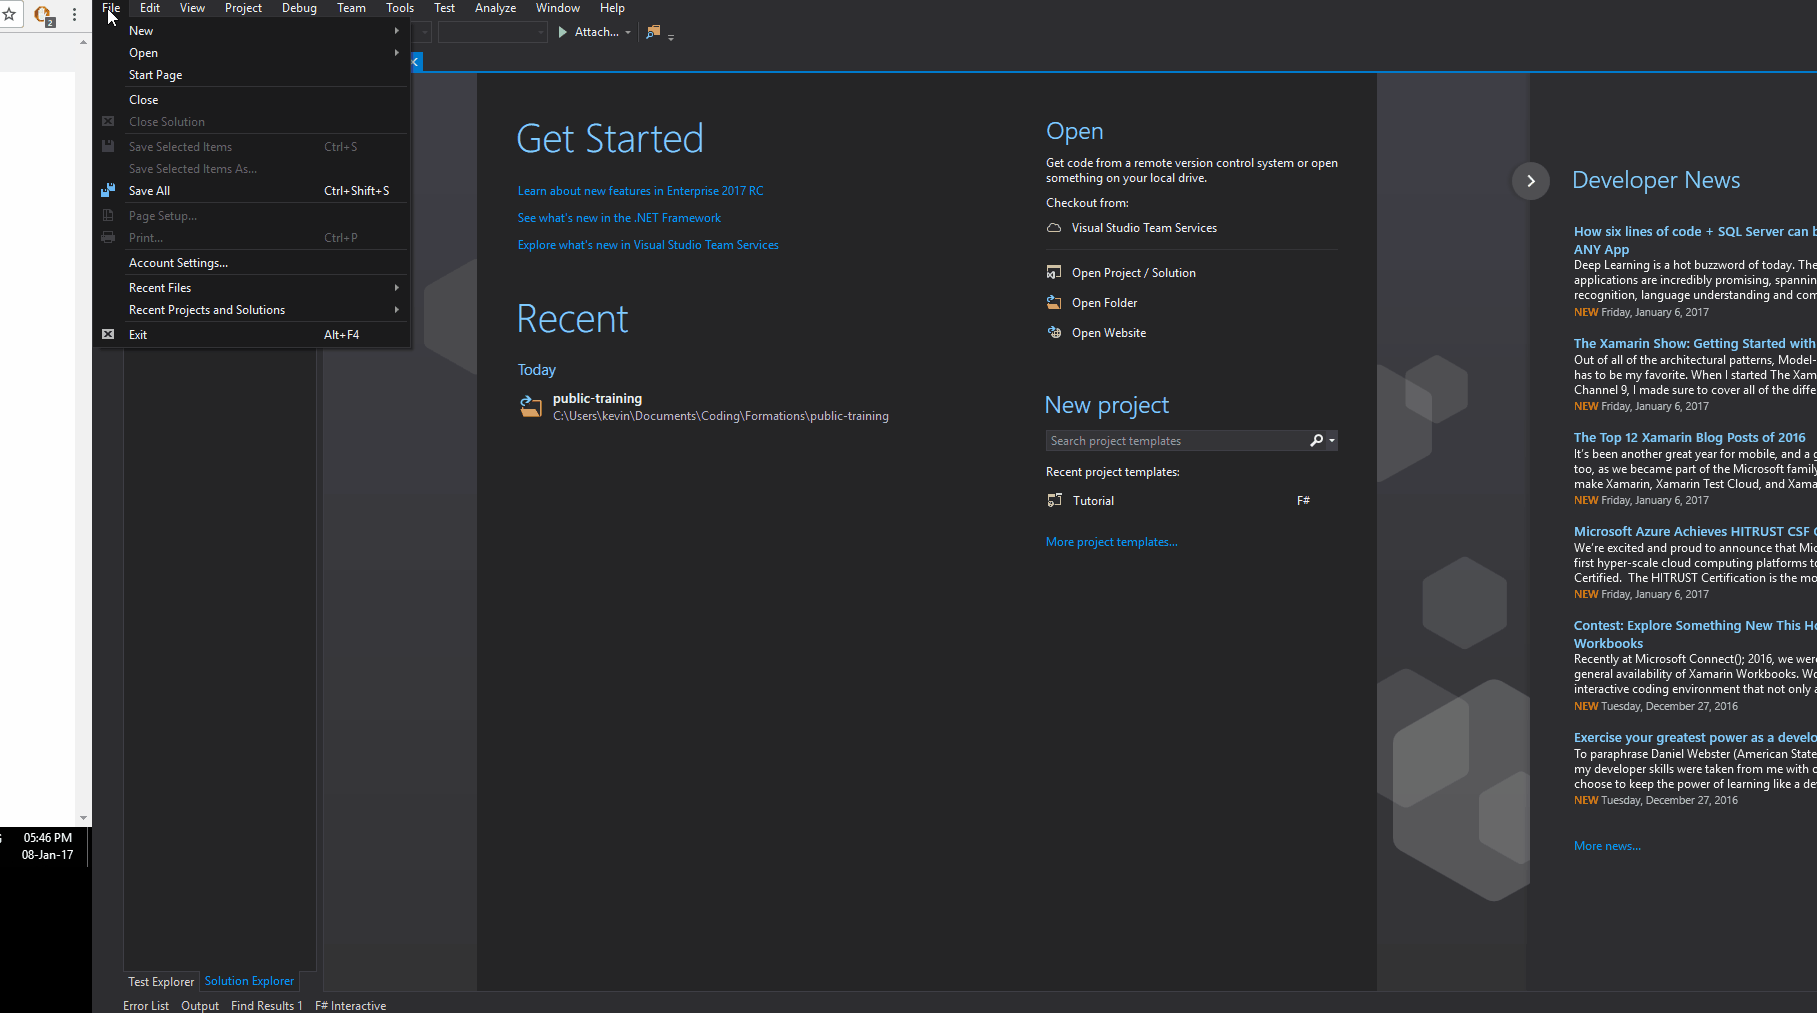 File Edit View Project Debug Team Tools Test Analyze Window Help
2
Attach...
New
Open
Start Page
Close
Close Solution
Save Selected Items Ctrl+S
Save Selected Items As...
Save All Ctrl+Shift+S
Page Setup...
Print... Ctrl+P
Account Settings...
Recent Files
Recent Projects and Solutions
Exit Alt+F4
Get Started
Learn about new features in Enterprise 2017 RC
See what's new in the .NET Framework
Explore what's new in Visual Studio Team Services
Recent
Today
public-training
C:\Users\kevin\Documents\Coding\Formations\public-training
Open
Get code from a remote version control system or open
something on your local drive.
Checkout from:
Visual Studio Team Services
Open Project / Solution
Open Folder
Open Website
New project
Search project templates
Recent project templates:
Tutorial F#
More project templates...
Developer News
How six lines of code + SQL Server can
ANY App
Deep Learning is a hot buzzword of today. The
applications are incredibly promising, spannin
recognition, language understanding and com
NEW Friday, January 6, 2017
The Xamarin Show: Getting Started with
Out of all of the architectural patterns, Model-
has to be my favorite. When I started The Xam
Channel 9, I made sure to cover all of the diffe
NEW Friday, January 6, 2017
The Top 12 Xamarin Blog Posts of 2016
It's been another great year for mobile, and a g
too, as we became part of the Microsoft family
make Xamarin, Xamarin Test Cloud, and Xama
NEW Friday, January 6, 2017
Microsoft Azure Achieves HITRUST CSF
We're excited and proud to announce that Mic
first hyper-scale cloud computing platforms to
Certified. The HITRUST Certification is the mo
NEW Friday, January 6, 2017
Contest: Explore Something New This Ho
Workbooks
Recently at Microsoft Connect(); 2016, we were
general availability of Xamarin Workbooks. Wo
interactive coding environment that not only a
NEW Tuesday, December 27, 2016
Exercise your greatest power as a develo
To paraphrase Daniel Webster (American State
my developer skills were taken from me with
choose to keep the power of learning like a de
NEW Tuesday, December 27, 2016
More news...
05:46 PM
08-Jan-17
Test Explorer Solution Explorer
Error List Output Find Results 1 F# Interactive